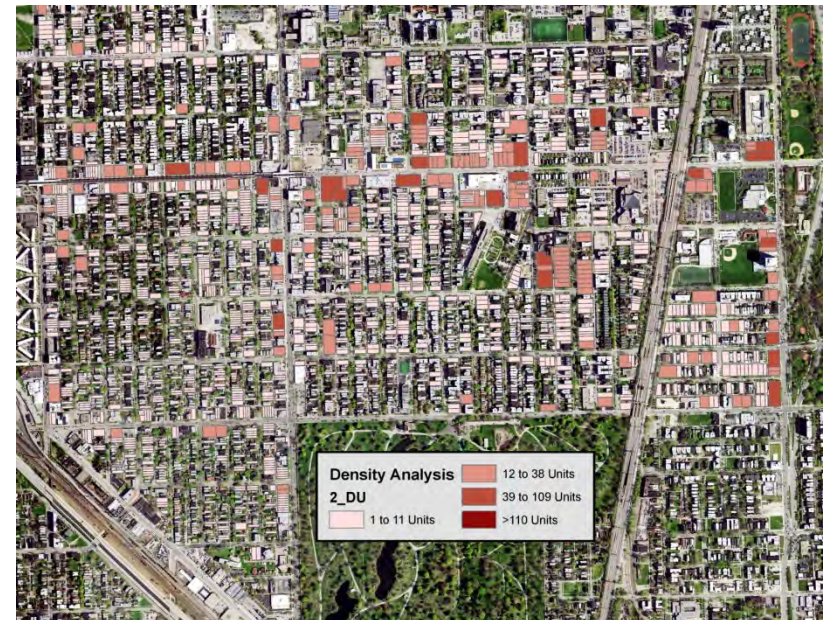 Density Analysis
2_DU
1 to 11 Units
12 to 38 Units
39 to 109 Units
>110 Units